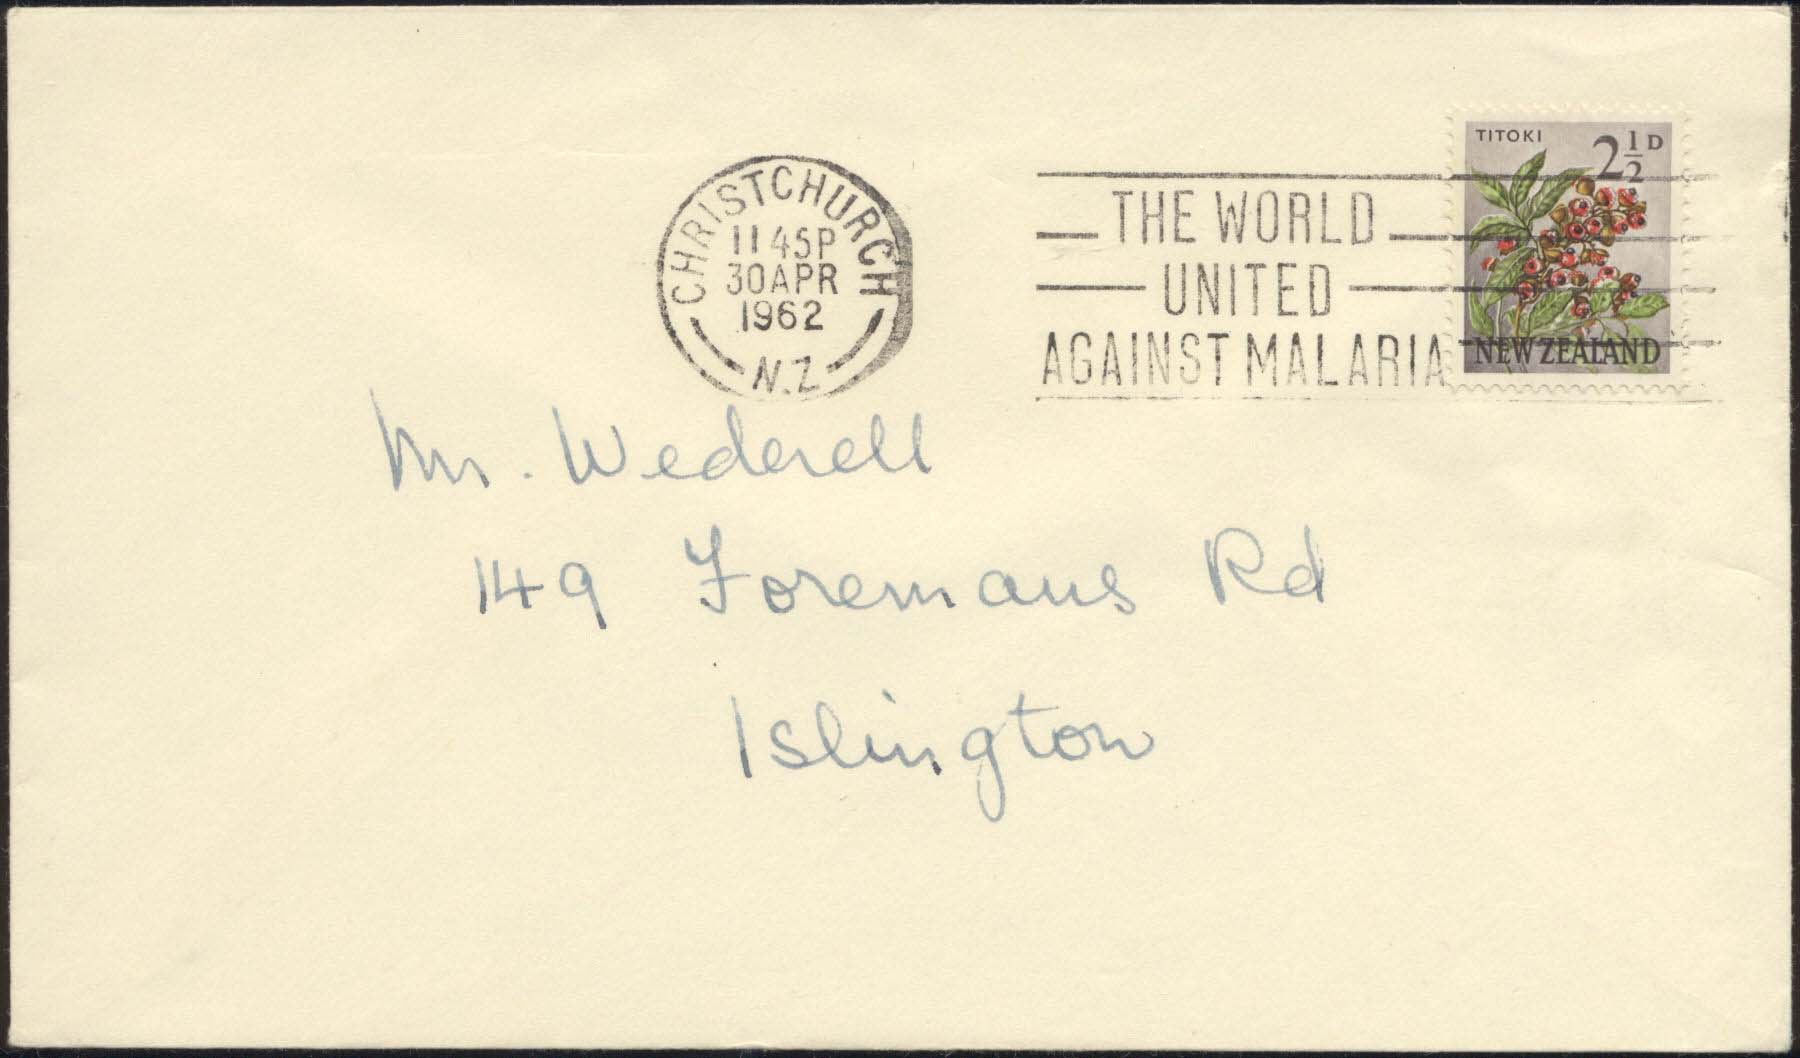 CHRISTCHURCH
11 45P
30 APR
1962
N.Z.
THE WORLD
UNITED
AGAINST MALARIA
TITOKI
2½D
NEW ZEALAND
Mr. Wederell
149 Foremans Rd
Islington